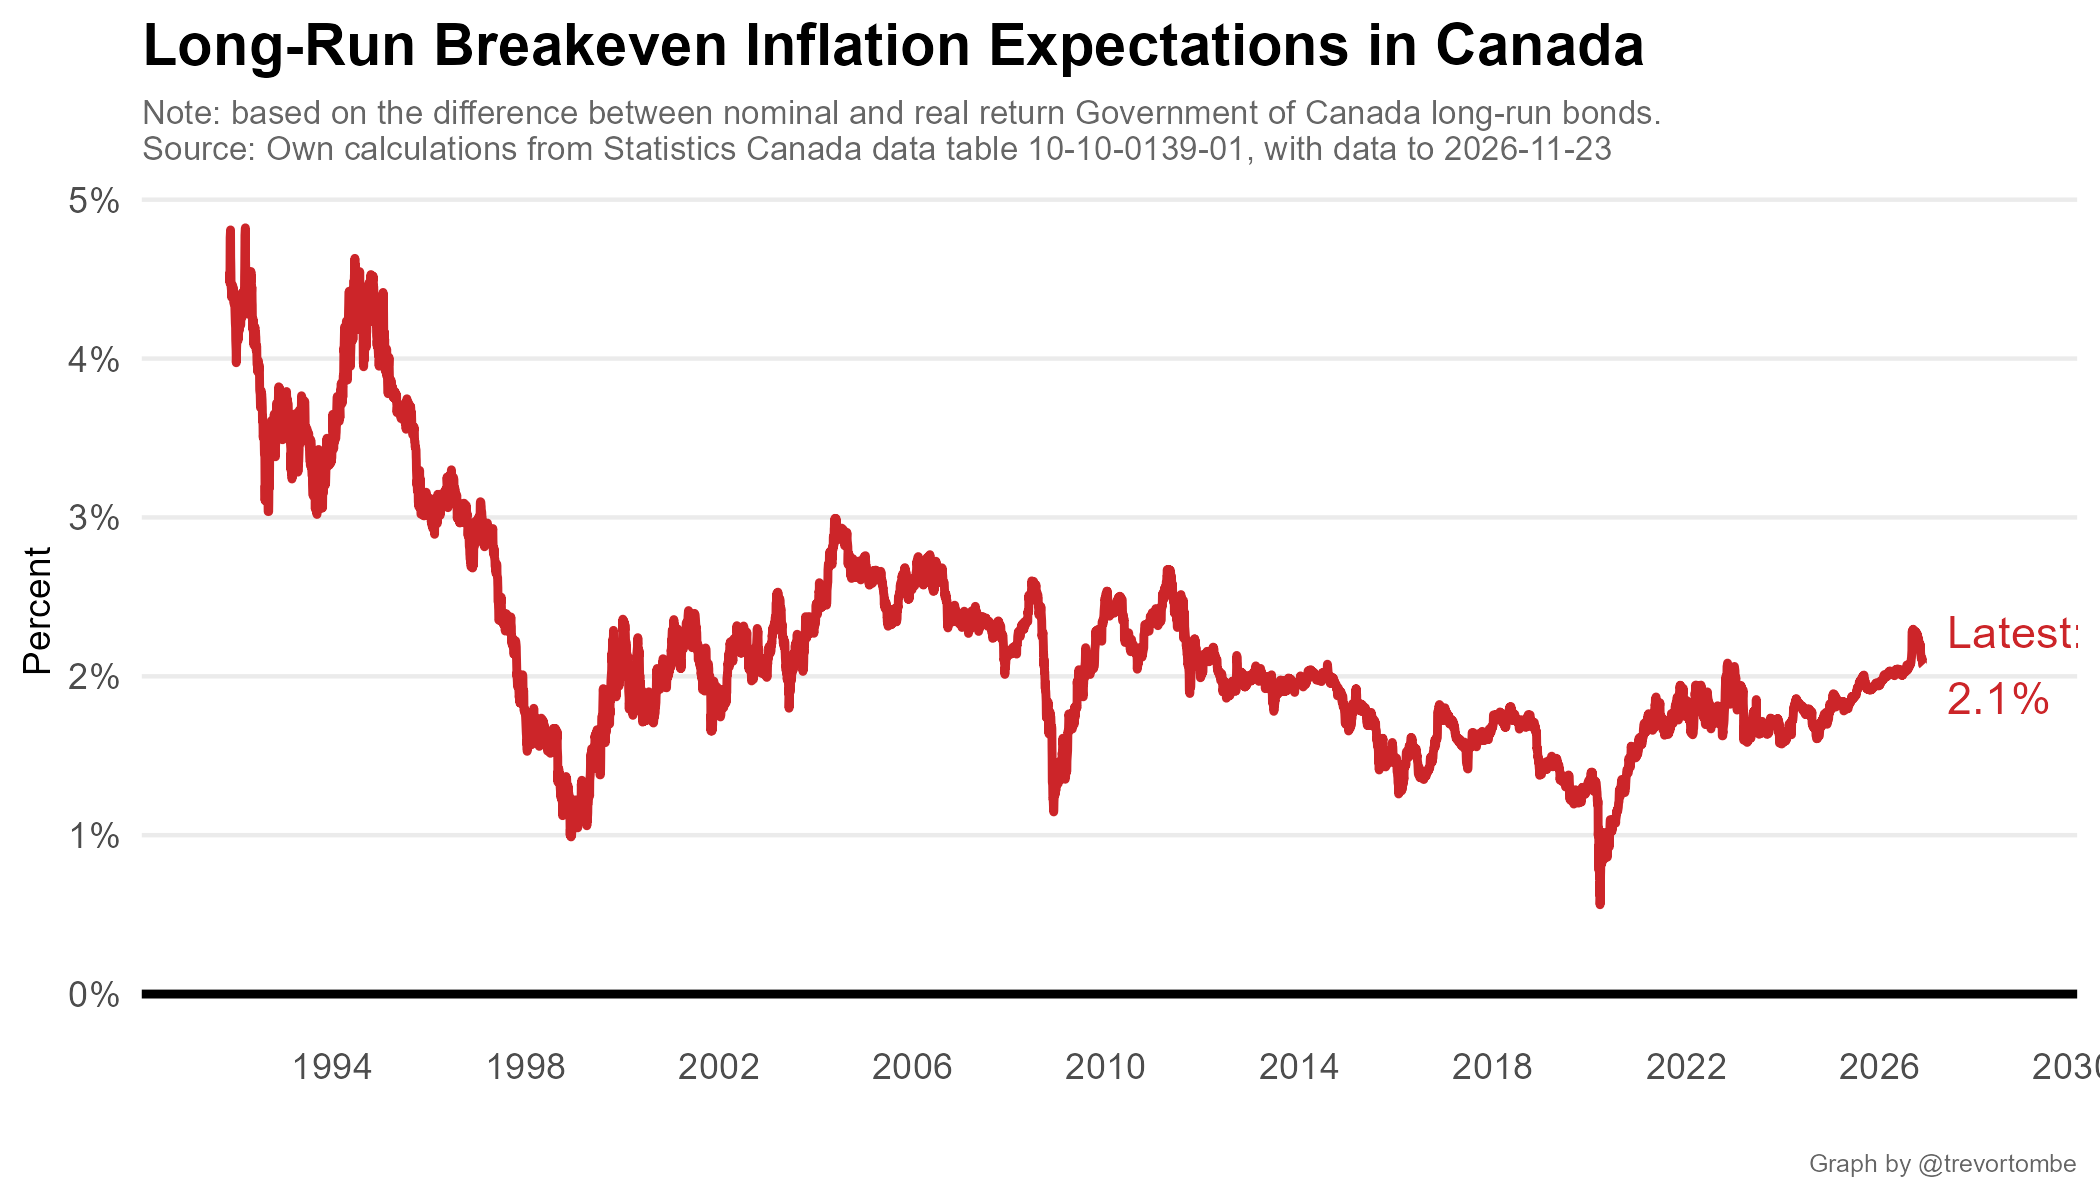 Long-Run Breakeven Inflation Expectations in Canada
Note: based on the difference between nominal and real return Government of Canada long-run bonds.
Source: Own calculations from Statistics Canada data table 10-10-0139-01, with data to 2026-11-23
5%
4%
3%
2%
1%
0%
Percent
Latest:
2.1%
1994
1998
2002
2006
2010
2014
2018
2022
2026
2030
Graph by @trevortombe